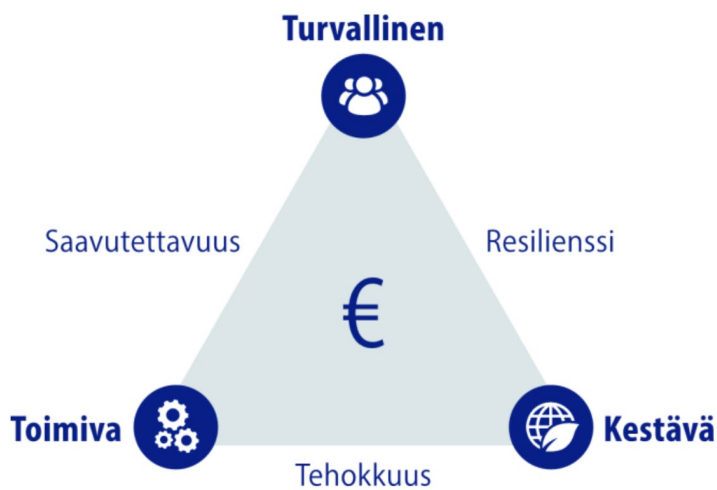 Turvallinen
Saavutettavuus
Resilienssi
€
Toimiva
Kestävä
Tehokkuus